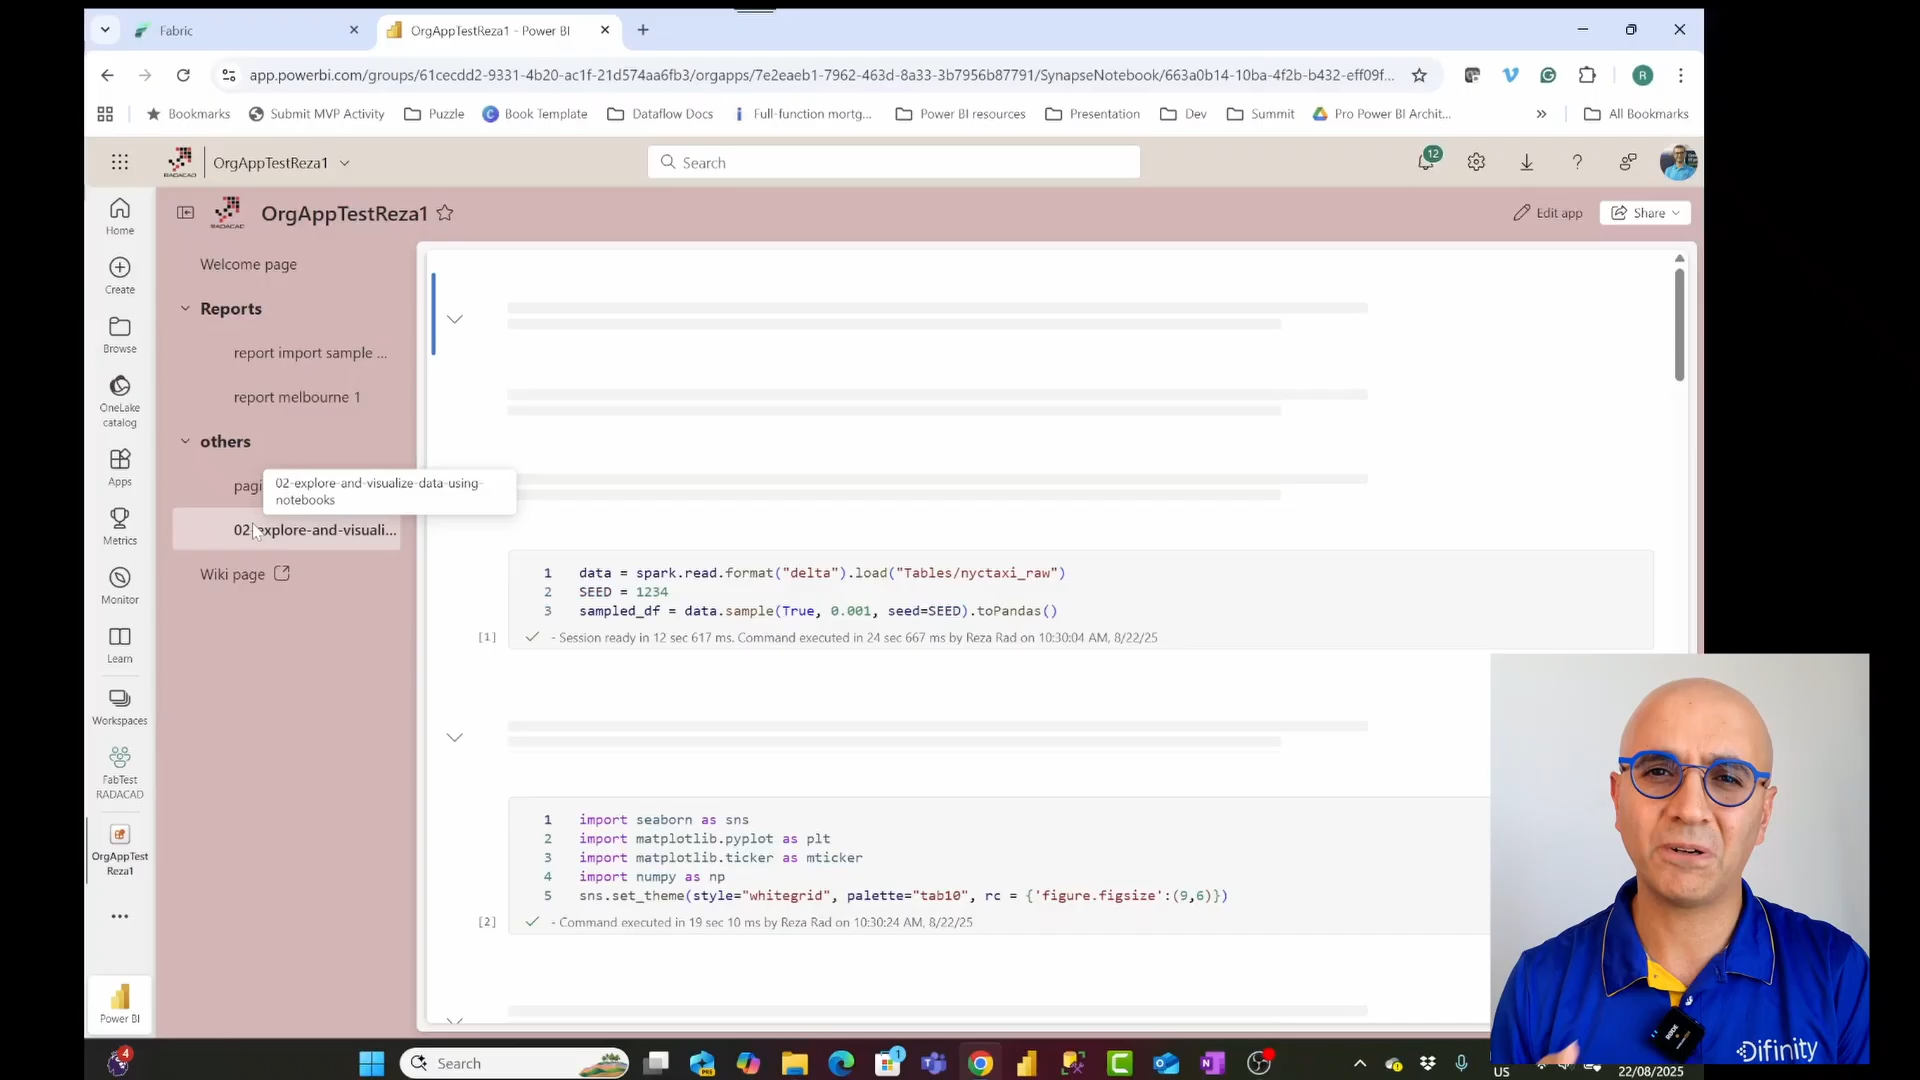 Fabric
OrgAppTestReza1 - Power BI
app.powerbi.com/groups/61cecdd2-9331-4b20-ac1f-21d574aa6fb3/orgapps/7e2eaeb1-7962-463d-8a33-3b7956b87791/SynapseNotebook/663a0b14-10ba-4f2b-b432-eff09f...
R
Bookmarks
Submit MVP Activity
Puzzle
Book Template
Dataflow Docs
Full-function mortg...
Power BI resources
Presentation
Dev
Summit
Pro Power BI Archit...
»
All Bookmarks
RADACAD
OrgAppTestReza1
Search
12
RADACAD
OrgAppTestReza1
Edit app
Share
Home
Create
Browse
OneLake
catalog
Apps
Metrics
Monitor
Learn
Workspaces
FabTest
RADACAD
OrgAppTest
Reza1
Power BI
Welcome page
Reports
report import sample ...
report melbourne 1
others
pagi
02-explore-and-visualize-data-using-
notebooks
02-explore-and-visuali...
Wiki page
1 data = spark.read.format("delta").load("Tables/nyctaxi_raw")
2 SEED = 1234
3 sampled_df = data.sample(True, 0.001, seed=SEED).toPandas()
[1] - Session ready in 12 sec 617 ms. Command executed in 24 sec 667 ms by Reza Rad on 10:30:04 AM, 8/22/25
1 import seaborn as sns
2 import matplotlib.pyplot as plt
3 import matplotlib.ticker as mticker
4 import numpy as np
5 sns.set_theme(style="whitegrid", palette="tab10", rc = {'figure.figsize':(9,6)})
[2] - Command executed in 19 sec 10 ms by Reza Rad on 10:30:24 AM, 8/22/25
RØDE
Difinity
4
Search
PRE
1
US
22/08/2025